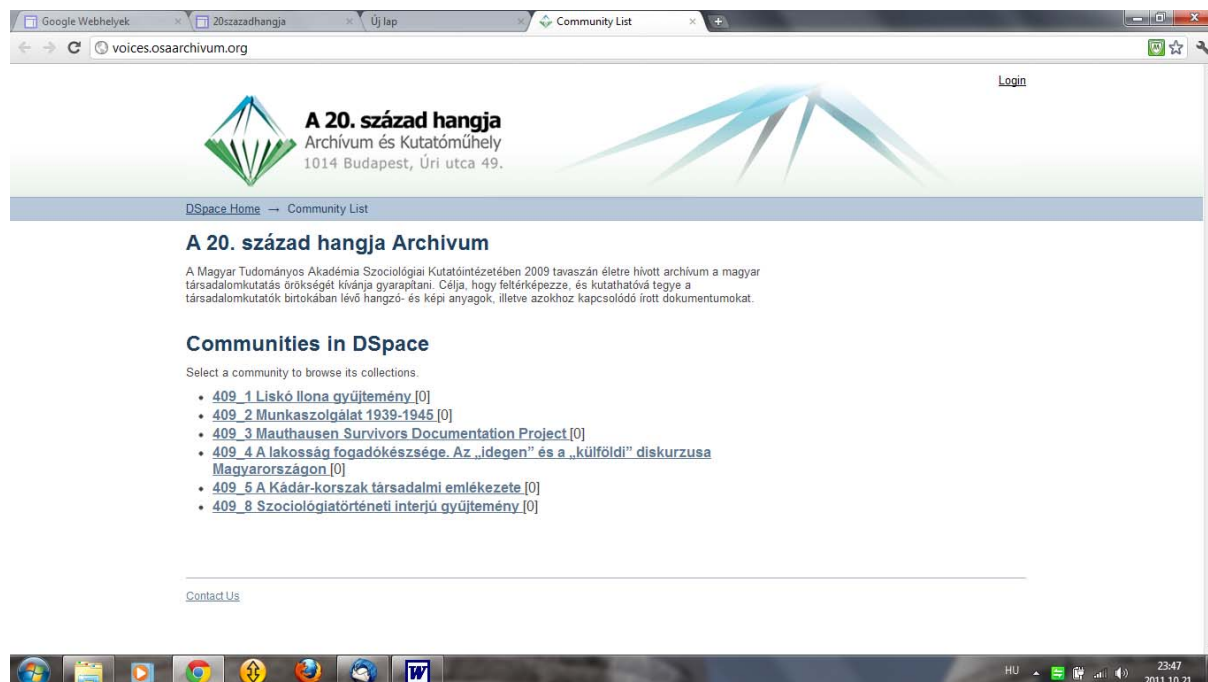 Google Webhelyek
20szazadhangja
Új lap
Community List
voices.osaarchivum.org
Login
A 20. század hangja
Archívum és Kutatóműhely
1014 Budapest, Úri utca 49.
DSpace Home → Community List
A 20. század hangja Archivum
A Magyar Tudományos Akadémia Szociológiai Kutatóintézetében 2009 tavaszán életre hívott archívum a magyar
társadalomkutatás örökségét kívánja gyarapítani. Célja, hogy feltérképezze, és kutathatóvá tegye a
társadalomkutatók birtokában lévő hangzó- és képi anyagok, illetve azokhoz kapcsolódó írott dokumentumokat.
Communities in DSpace
Select a community to browse its collections.
409_1 Liskó Ilona gyűjtemény [0]
409_2 Munkaszolgálat 1939-1945 [0]
409_3 Mauthausen Survivors Documentation Project [0]
409_4 A lakosság fogadókészsége. Az „idegen” és a „külföldi” diskurzusa
Magyarországon [0]
409_5 A Kádár-korszak társadalmi emlékezete [0]
409_8 Szociológiatörténeti interjú gyűjtemény [0]
Contact Us
HU
23:47
2011.10.21